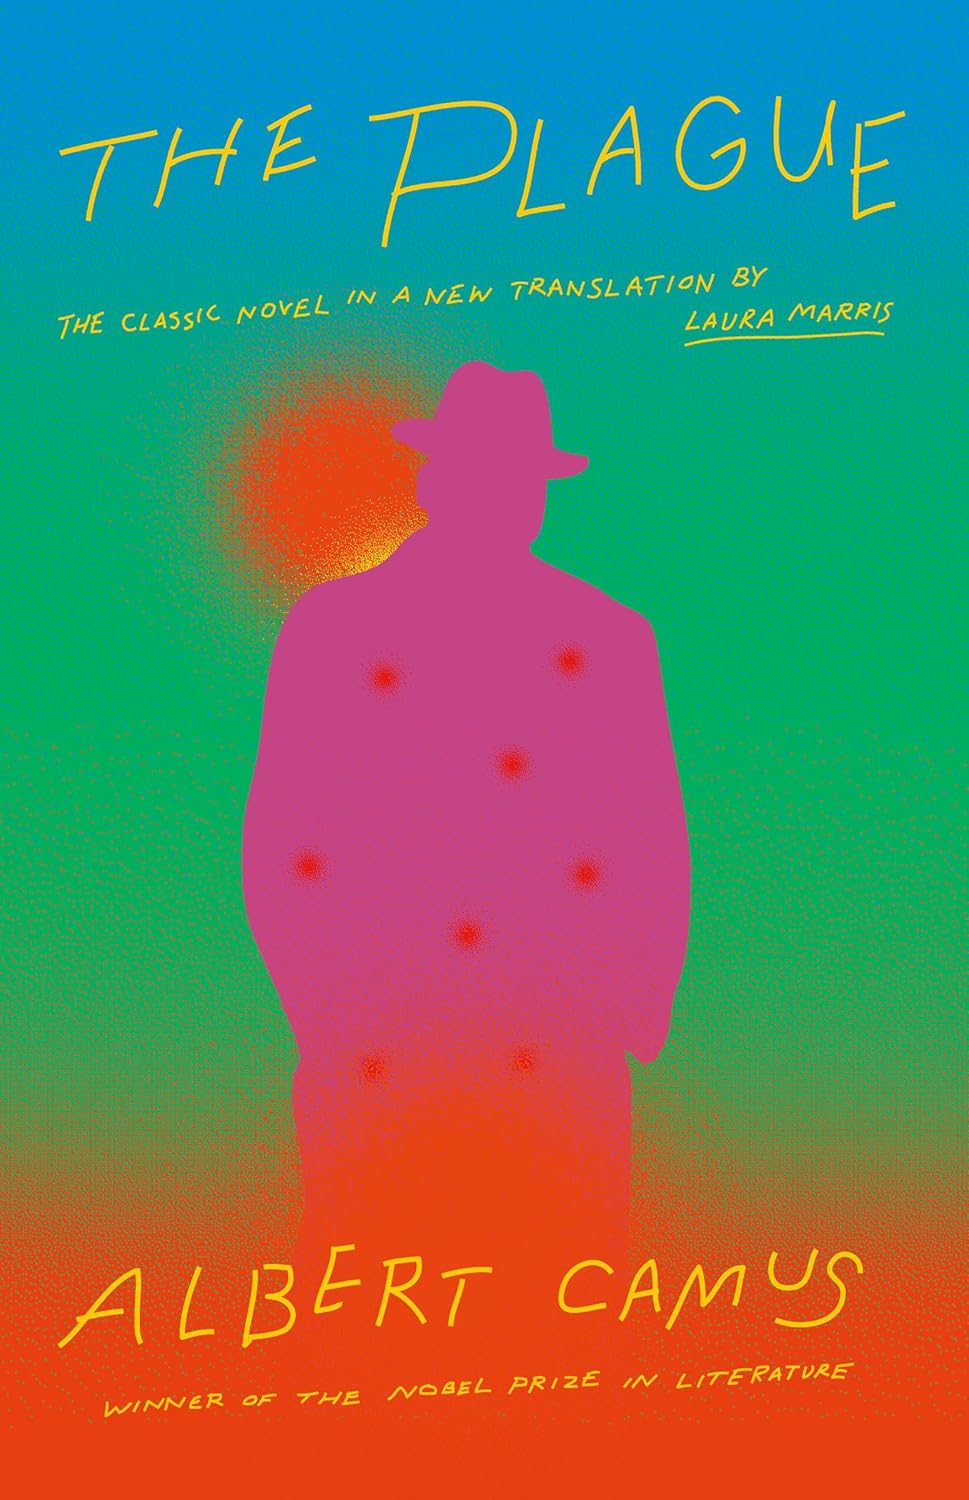 THE PLAGUE
THE CLASSIC NOVEL IN A NEW TRANSLATION BY
LAURA MARRIS
ALBERT CAMUS
WINNER OF THE NOBEL PRIZE IN LITERATURE